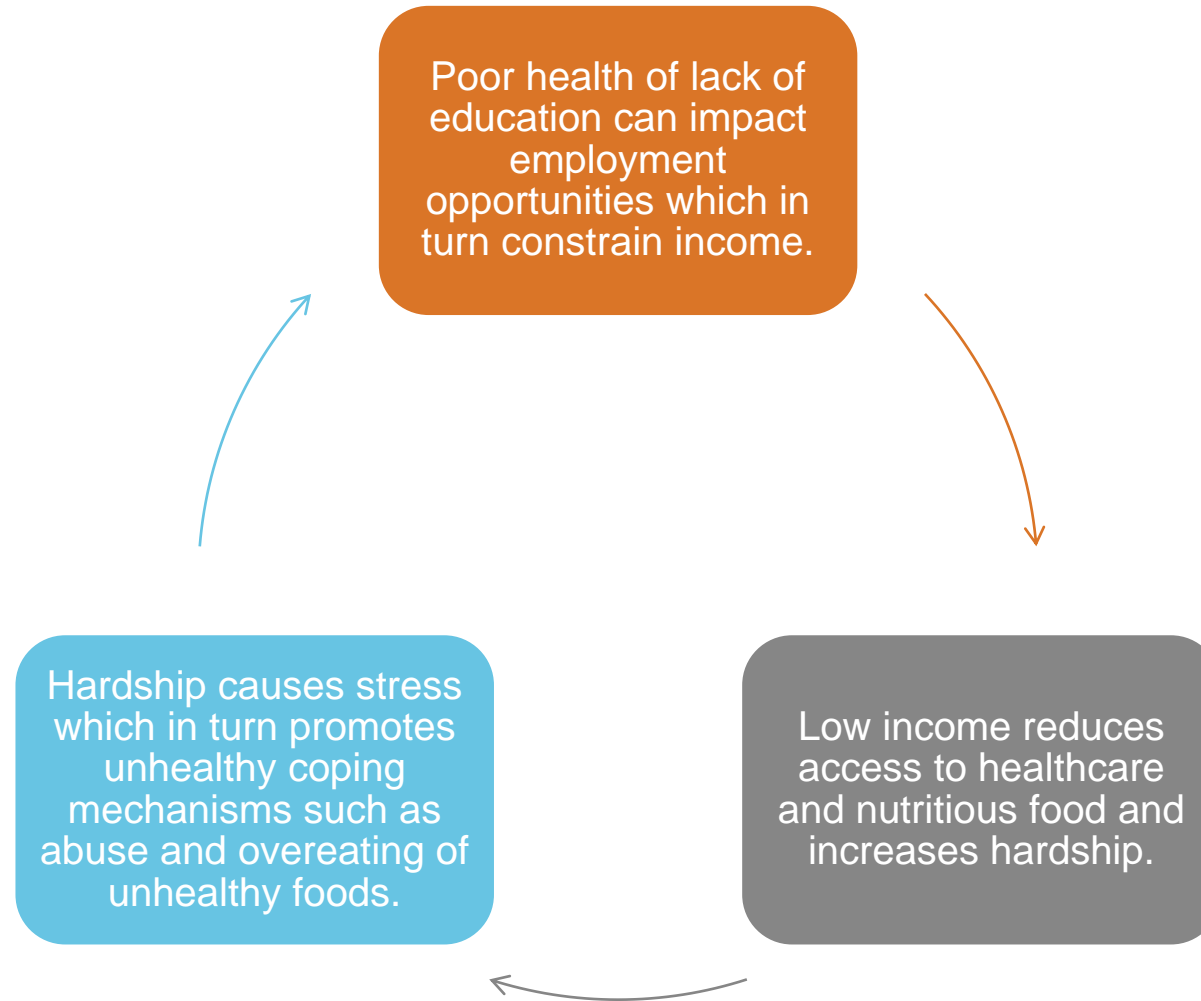 Poor health of lack of
education can impact
employment
opportunities which in
turn constrain income.
Low income reduces
access to healthcare
and nutritious food and
increases hardship.
Hardship causes stress
which in turn promotes
unhealthy coping
mechanisms such as
abuse and overeating of
unhealthy foods.